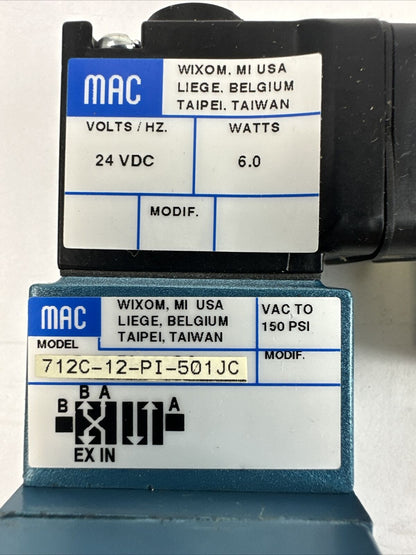 MAC
WIXOM, MI USA
LIEGE, BELGIUM
TAIPEI, TAIWAN
VOLTS / HZ.
WATTS
24 VDC
6.0
MODIF.
MAC
WIXOM, MI USA
LIEGE, BELGIUM
TAIPEI, TAIWAN
VAC TO
150 PSI
MODEL
MODIF.
712C-12-PI-501JC
B A
B
A
EX IN